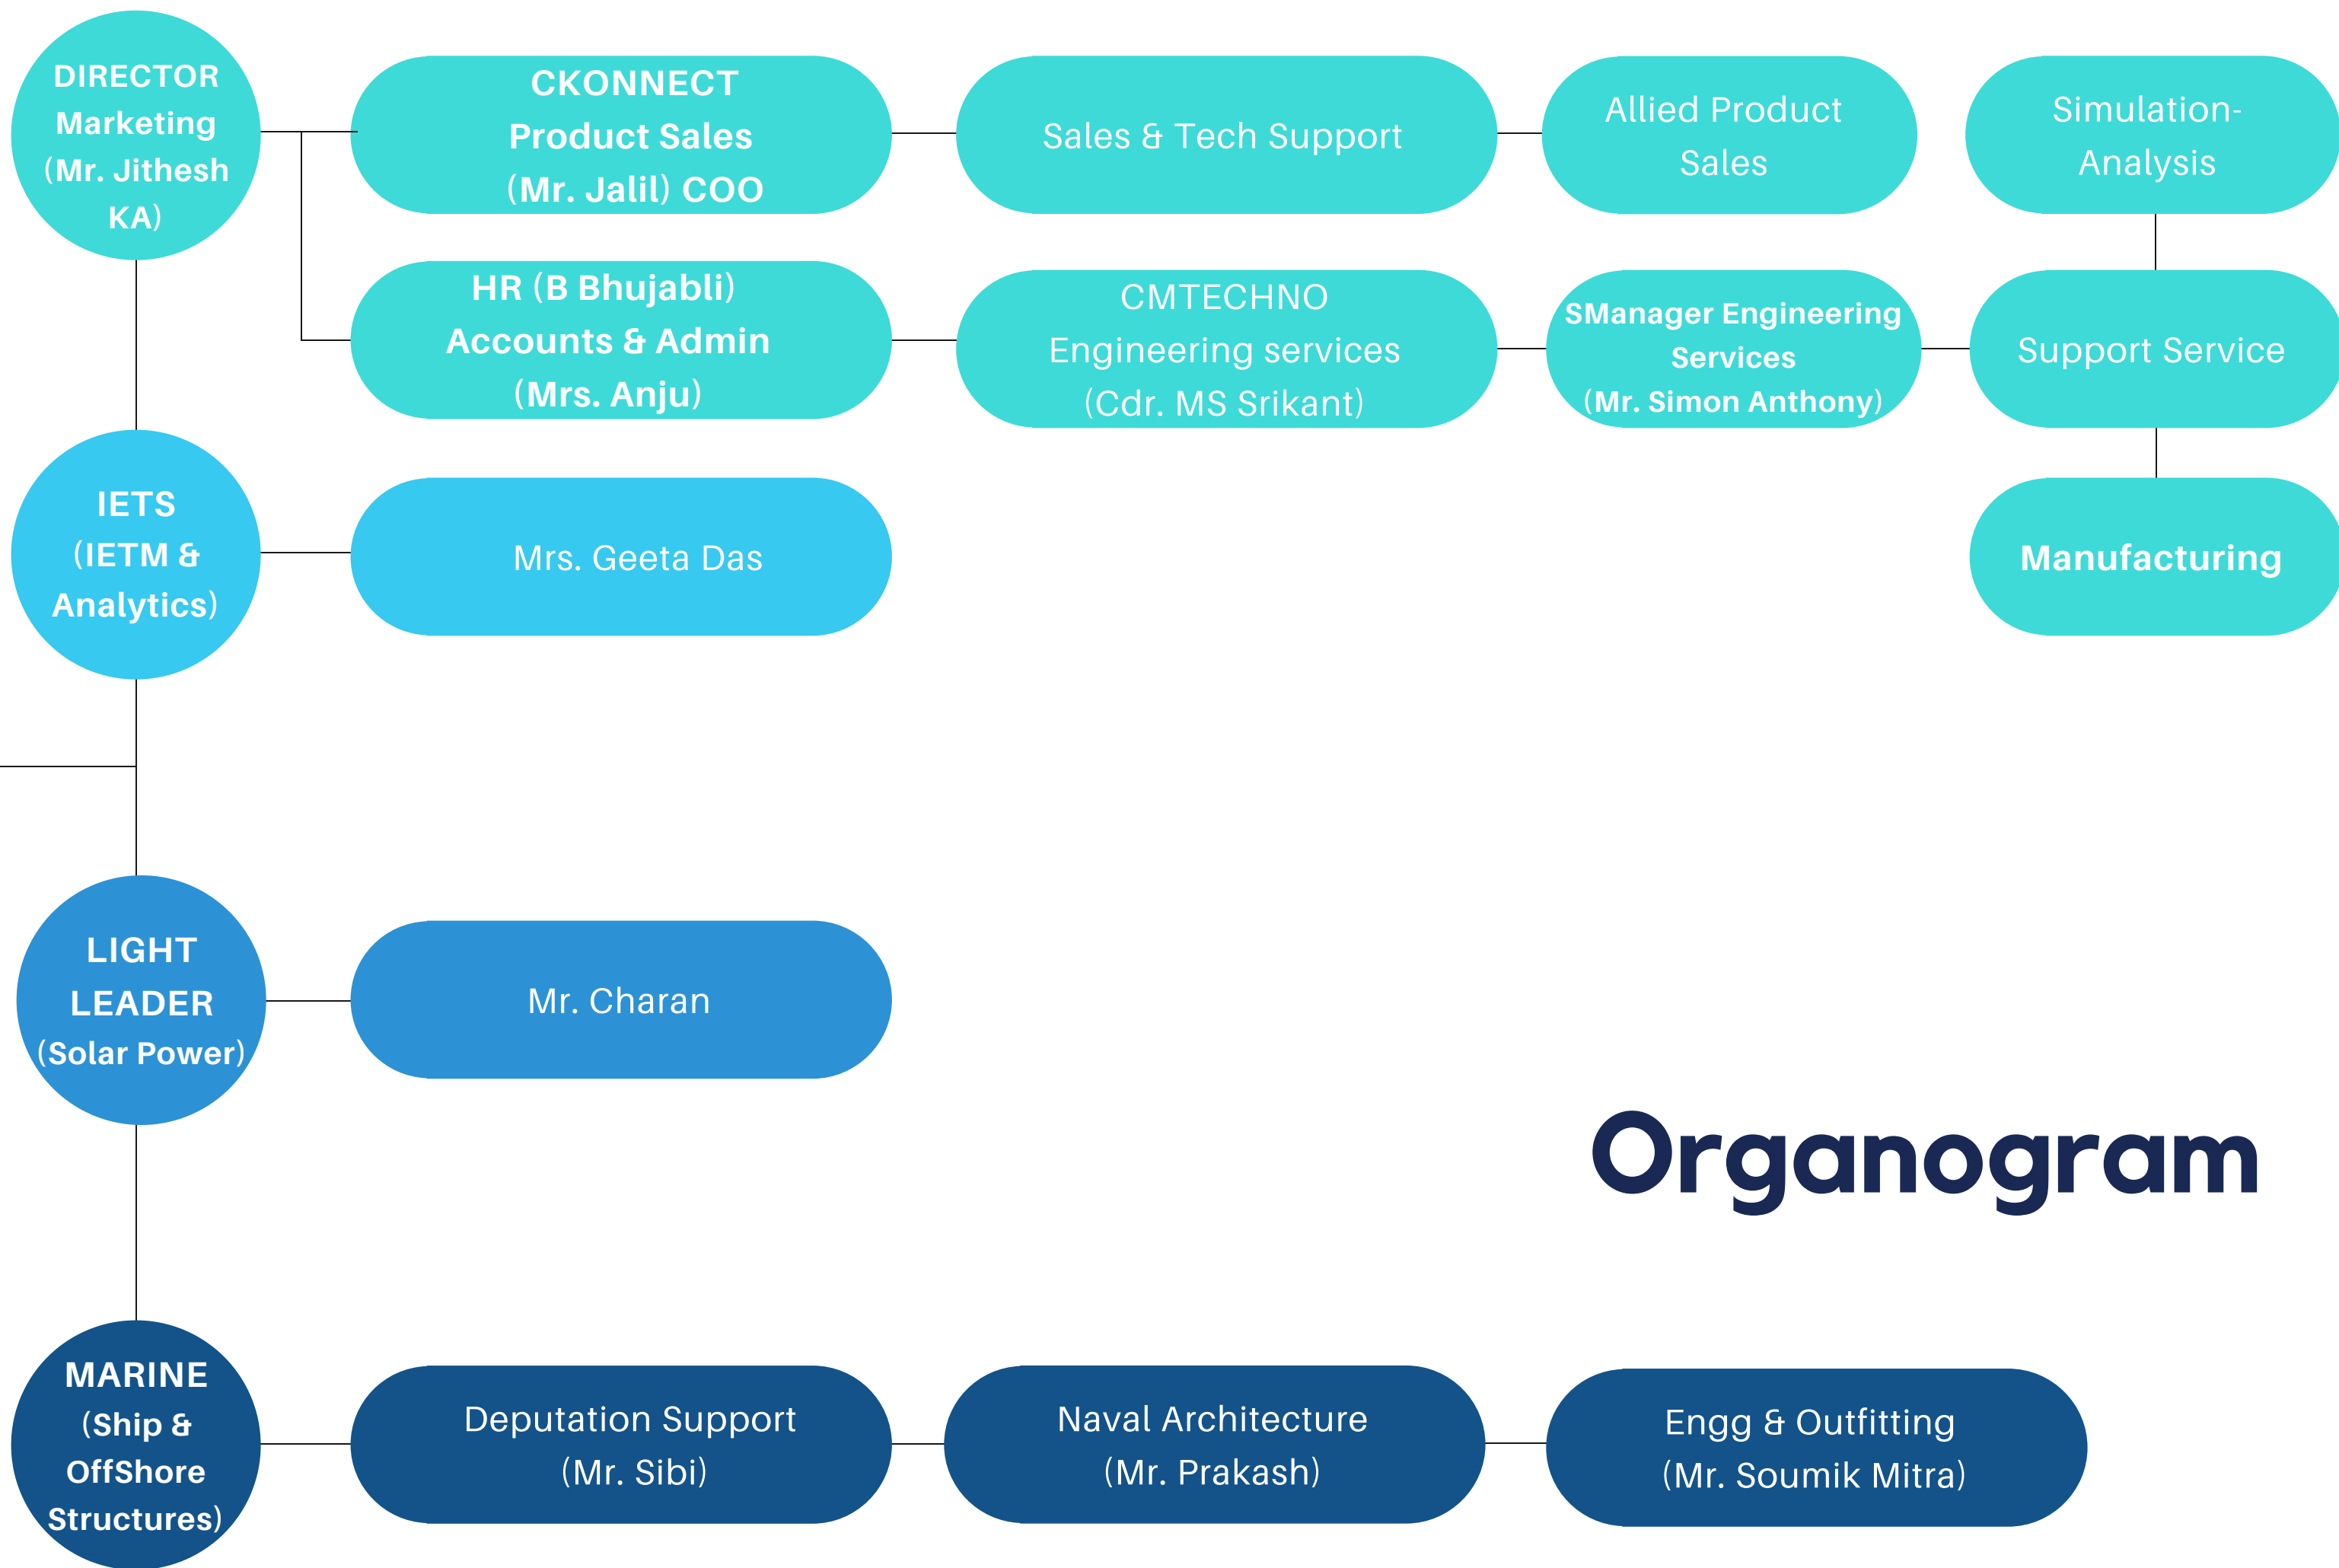 DIRECTOR
Marketing
(Mr. Jithesh
KA)
CKONNECT
Product Sales
(Mr. Jalil) COO
Sales & Tech Support
Allied Product
Sales
Simulation-
Analysis
HR (B Bhujabli)
Accounts & Admin
(Mrs. Anju)
CMTECHNO
Engineering services
(Cdr. MS Srikant)
SManager Engineering
Services
(Mr. Simon Anthony)
Support Service
IETS
(IETM &
Analytics)
Mrs. Geeta Das
Manufacturing
LIGHT
LEADER
(Solar Power)
Mr. Charan
Organogram
MARINE
(Ship &
OffShore
Structures)
Deputation Support
(Mr. Sibi)
Naval Architecture
(Mr. Prakash)
Engg & Outfitting
(Mr. Soumik Mitra)